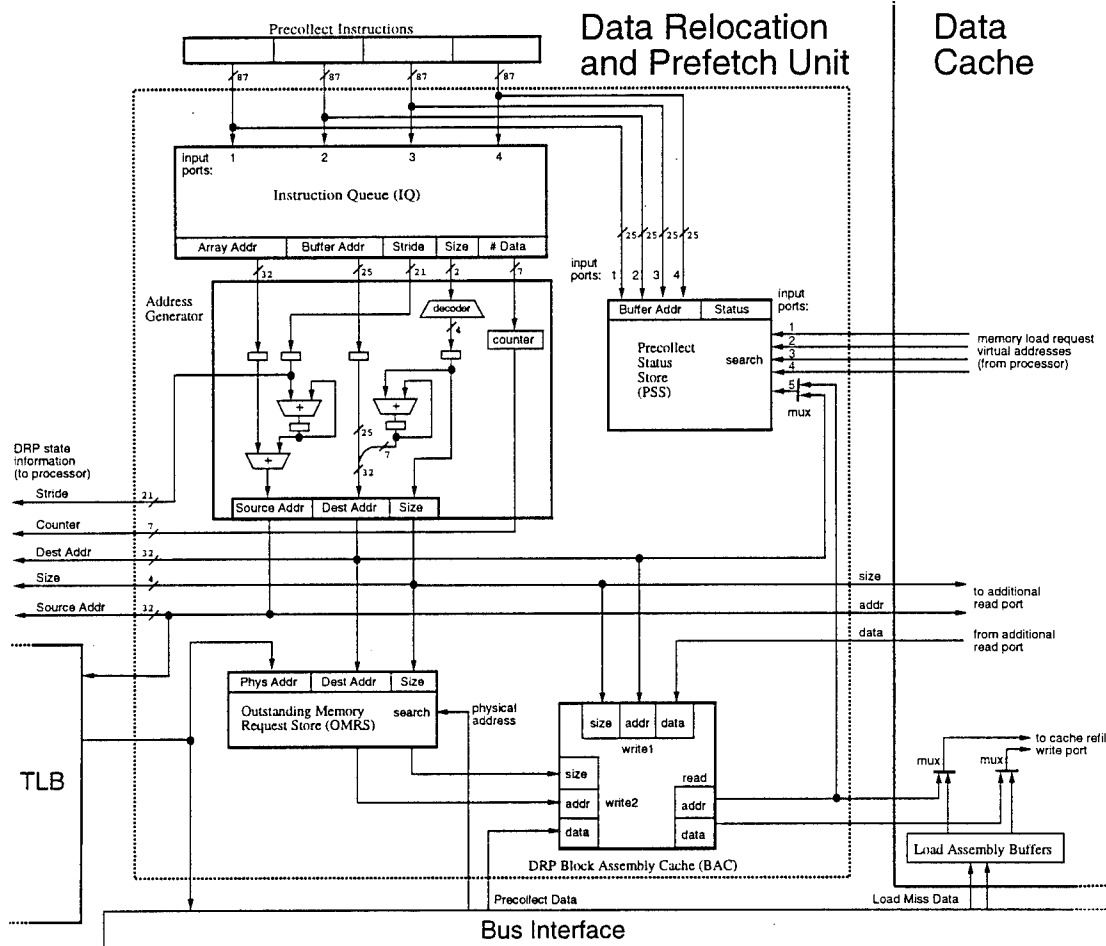 Precollect Instructions
Data Relocation
and Prefetch Unit
Data
Cache
87
87
87
87
input
ports:
1
2
3
4
Instruction Queue (IQ)
Array Addr
Buffer Addr
Stride
Size
# Data
32
25
21
2
7
25
25
25
25
input
ports:
1
2
3
4
Address
Generator
decoder
4
counter
+
+
+
25
7
32
Source Addr
Dest Addr
Size
Buffer Addr
Status
Precollect
Status
Store
(PSS)
search
input
ports:
1
2
3
4
5
mux
memory load request
virtual addresses
(from processor)
DRP state
information
(to processor)
Stride
21
Counter
7
Dest Addr
32
Size
4
Source Addr
32
size
addr
to additional
read port
data
from additional
read port
Phys Addr
Dest Addr
Size
Outstanding Memory
Request Store (OMRS)
search
physical
address
size
addr
data
write1
size
addr
data
write2
read
addr
data
DRP Block Assembly Cache (BAC)
TLB
mux
mux
to cache refil
write port
Load Assembly Buffers
Precollect Data
Load Miss Data
Bus Interface